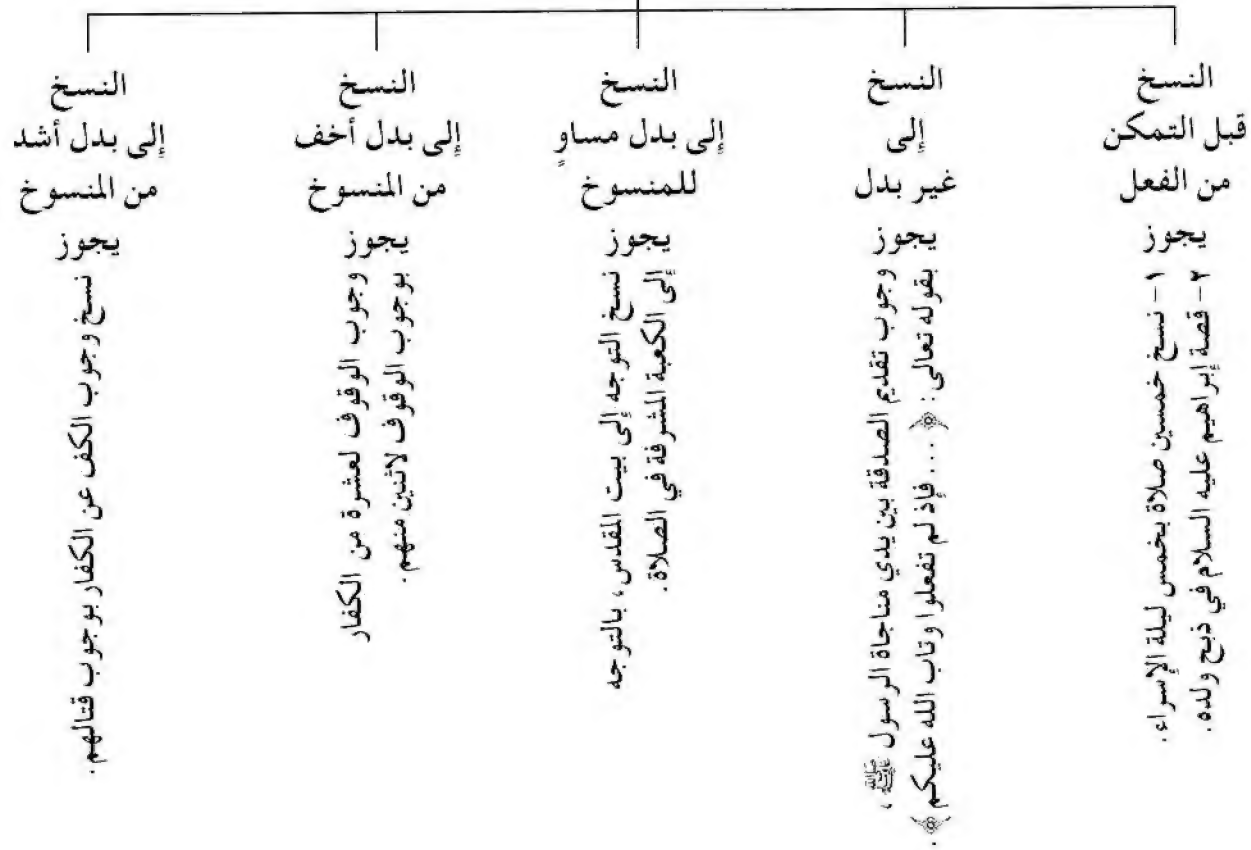 النسخ
قبل التمكن
من الفعل
يجوز
١ – نسخ خمسين صلاة بخمس ليلة الإسراء.
٢ – قصة إبراهيم عليه السلام في ذبح ولده.
النسخ
إلى
غير بدل
يجوز
وجوب تقديم الصدقة بين يدي مناجاة الرسول ﷺ،
بقوله تعالى: ﴿ ... فإذ لم تفعلوا وتاب الله عليكم ﴾.
النسخ
إلى بدل مساوٍ
للمنسوخ
يجوز
نسخ التوجه إلى بيت المقدس، بالتوجه
إلى الكعبة المشرفة في الصلاة.
النسخ
إلى بدل أخف
من المنسوخ
يجوز
وجوب الوقوف لعشرة من الكفار
بوجوب الوقوف لاثنين منهم.
النسخ
إلى بدل أشد
من المنسوخ
يجوز
نسخ وجوب الكف عن الكفار بوجوب قتالهم.